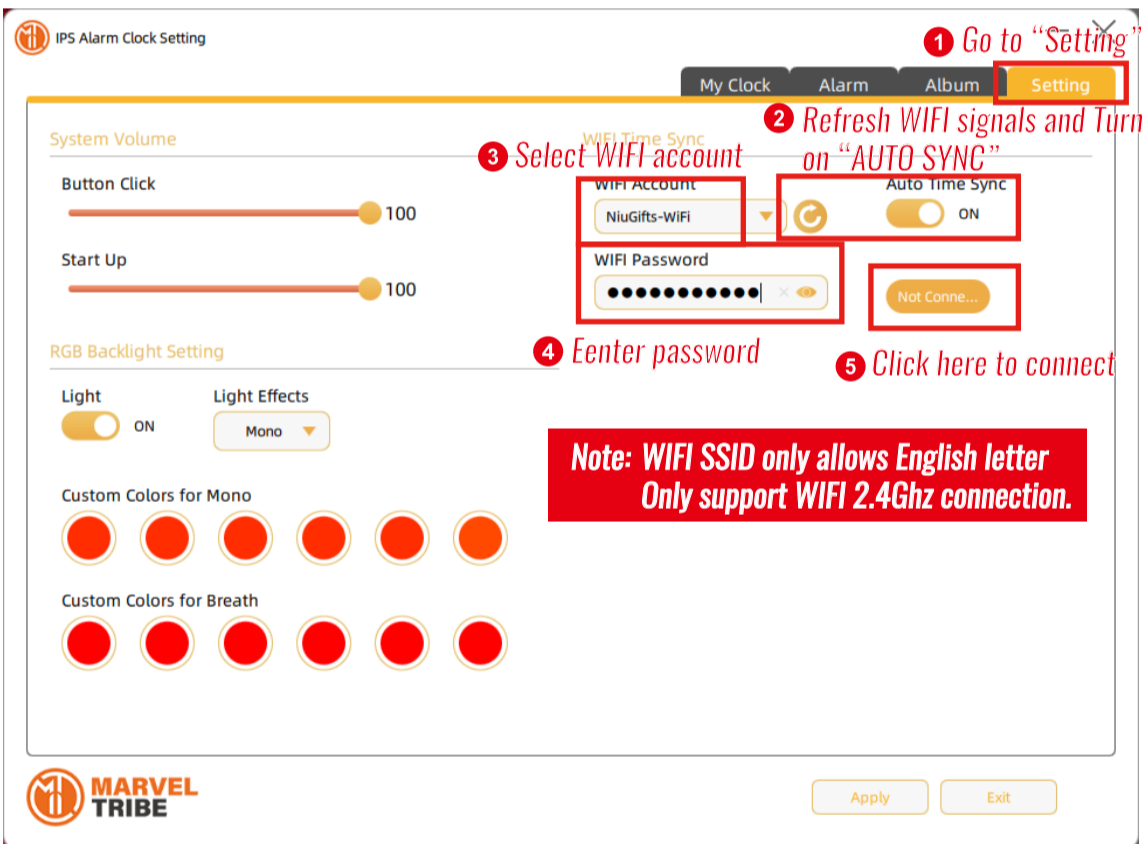 IPS Alarm Clock Setting
1 Go to “Setting”
My Clock Alarm Album Setting
2 Refresh WIFI signals and Turn
on “AUTO SYNC”
System Volume
WIFI Time Sync
3 Select WIFI account
Button Click
100
Start Up
100
WIFI Account
NiuGifts-WiFi
Auto Time Sync
ON
WIFI Password
Not Conne...
4 Eenter password
5 Click here to connect
RGB Backlight Setting
Light Light Effects
ON Mono
Note: WIFI SSID only allows English letter
Only support WIFI 2.4Ghz connection.
Custom Colors for Mono
Custom Colors for Breath
MARVEL
TRIBE
Apply Exit